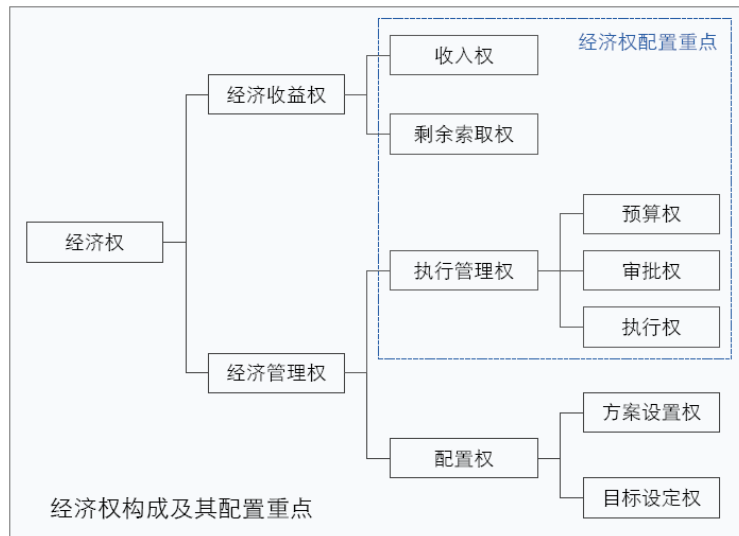 经济权配置重点
收入权
经济收益权
剩余索取权
预算权
经济权
执行管理权
审批权
执行权
经济管理权
方案设置权
配置权
目标设定权
经济权构成及其配置重点